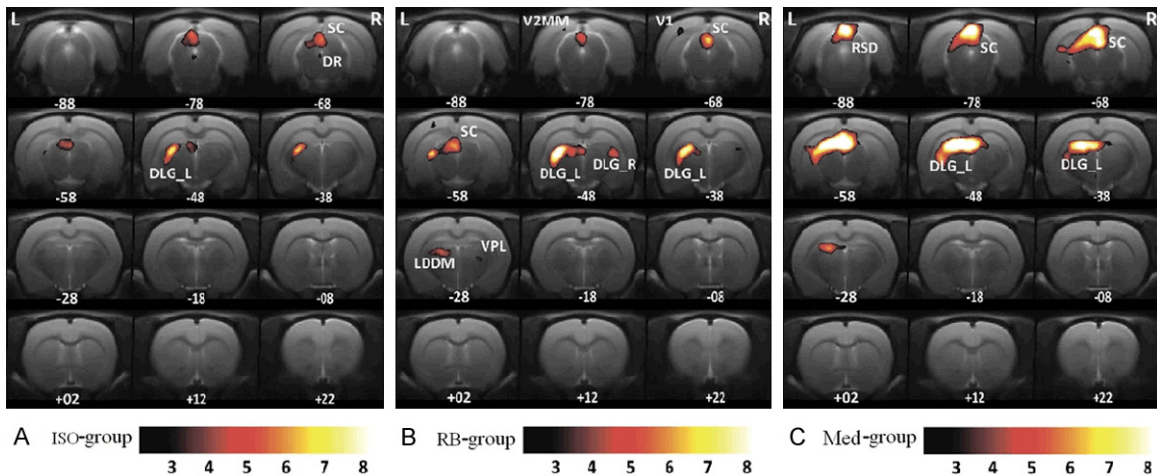 L R L R L R
SC V2MM V1 SC RSD SC SC
DR
-88 -78 -68 -88 -78 -68 -88 -78 -68
SC
DLG_R
DLG_L DLG_L DLG_L DLG_L DLG_L
-58 -48 -38 -58 -48 -38 -58 -48 -38
VPL
LDDM
-28 -18 -08 -28 -18 -08 -28 -18 -08
+02 +12 +22 +02 +12 +22 +02 +12 +22
A ISO-group B RB-group C Med-group
3 4 5 6 7 8 3 4 5 6 7 8 3 4 5 6 7 8